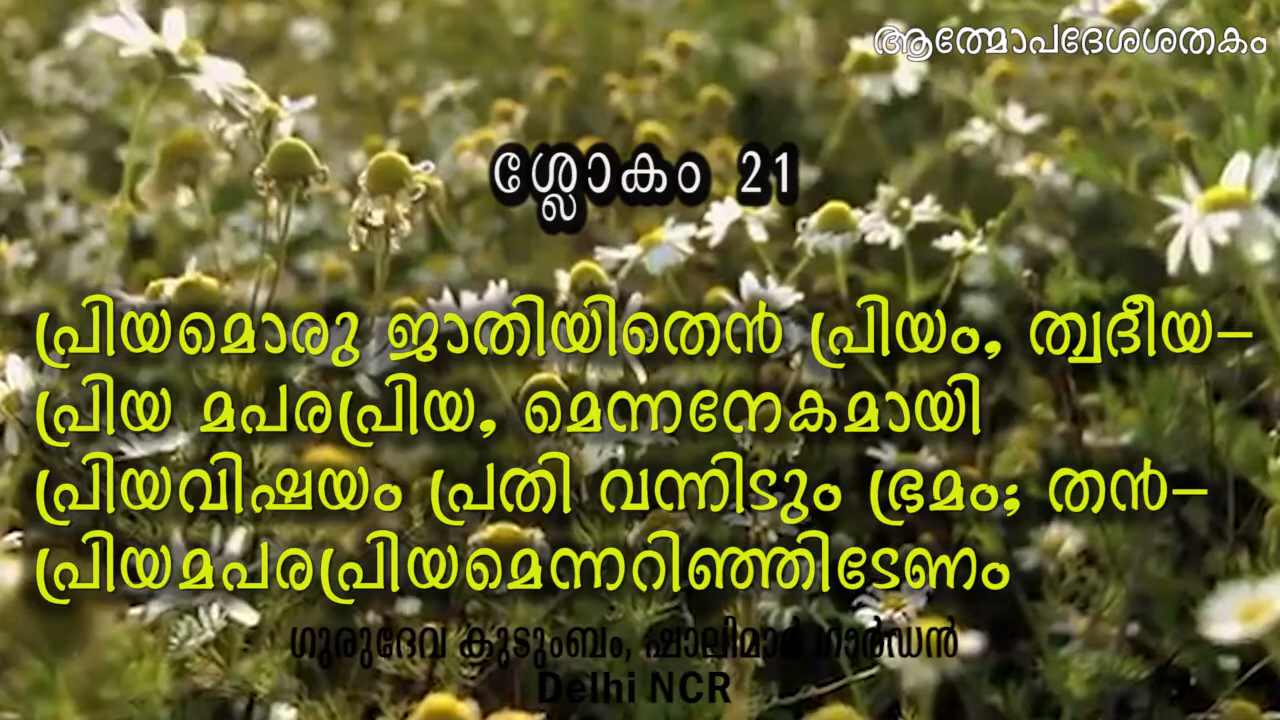 ആത്മോപദേശശതകം
ശ്ലോകം 21
പ്രിയമൊരു ജാതിയിതെൻ പ്രിയം, ത്വദീയ–
പ്രിയ മപരപ്രിയ, മെന്നനേകമായി
പ്രിയവിഷയം പ്രതി വന്നിടും ഭ്രമം; തൻ–
പ്രിയമപരപ്രിയമെന്നറിഞ്ഞിടേണം
ഗുരുദേവ കുടുംബം, ഷാലിമാർ ഗാർഡൻ
Delhi NCR